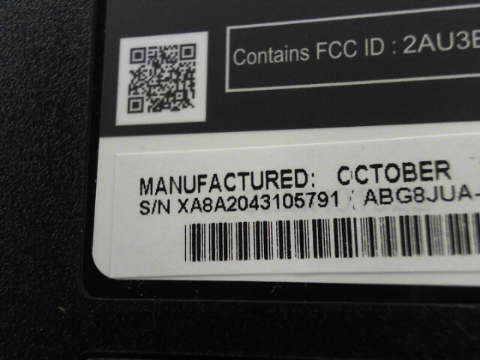 Contains FCC ID : 2AU3B
MANUFACTURED: OCTOBER
S/N XA8A2043105791 / ABG8JUA-